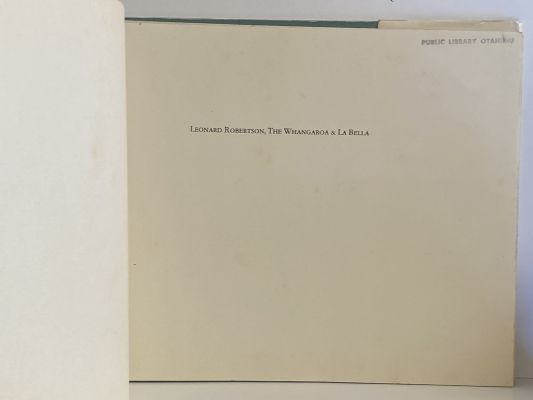 PUBLIC LIBRARY OTAHUHU
Leonard Robertson, The Whangaroa & La Bella